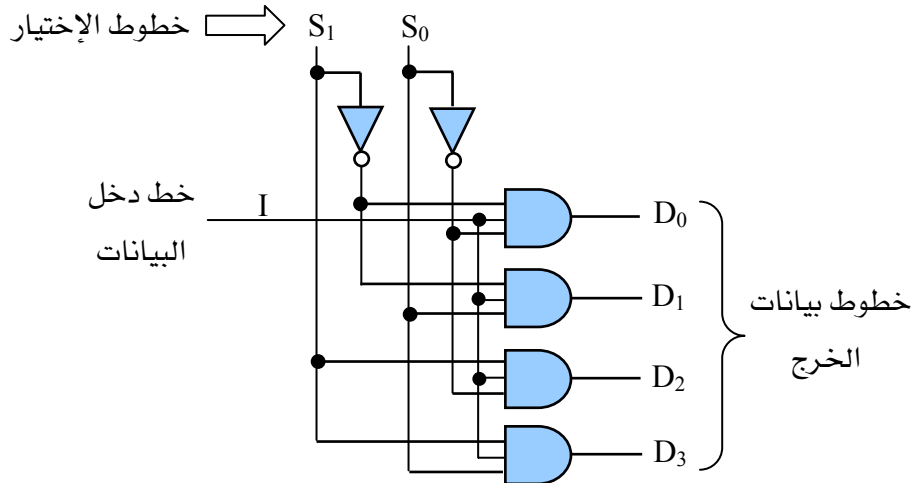 خطوط الإختيار
S₁ S₀
خط دخل
البيانات
I
D₀
D₁
D₂
D₃
خطوط بيانات
الخرج